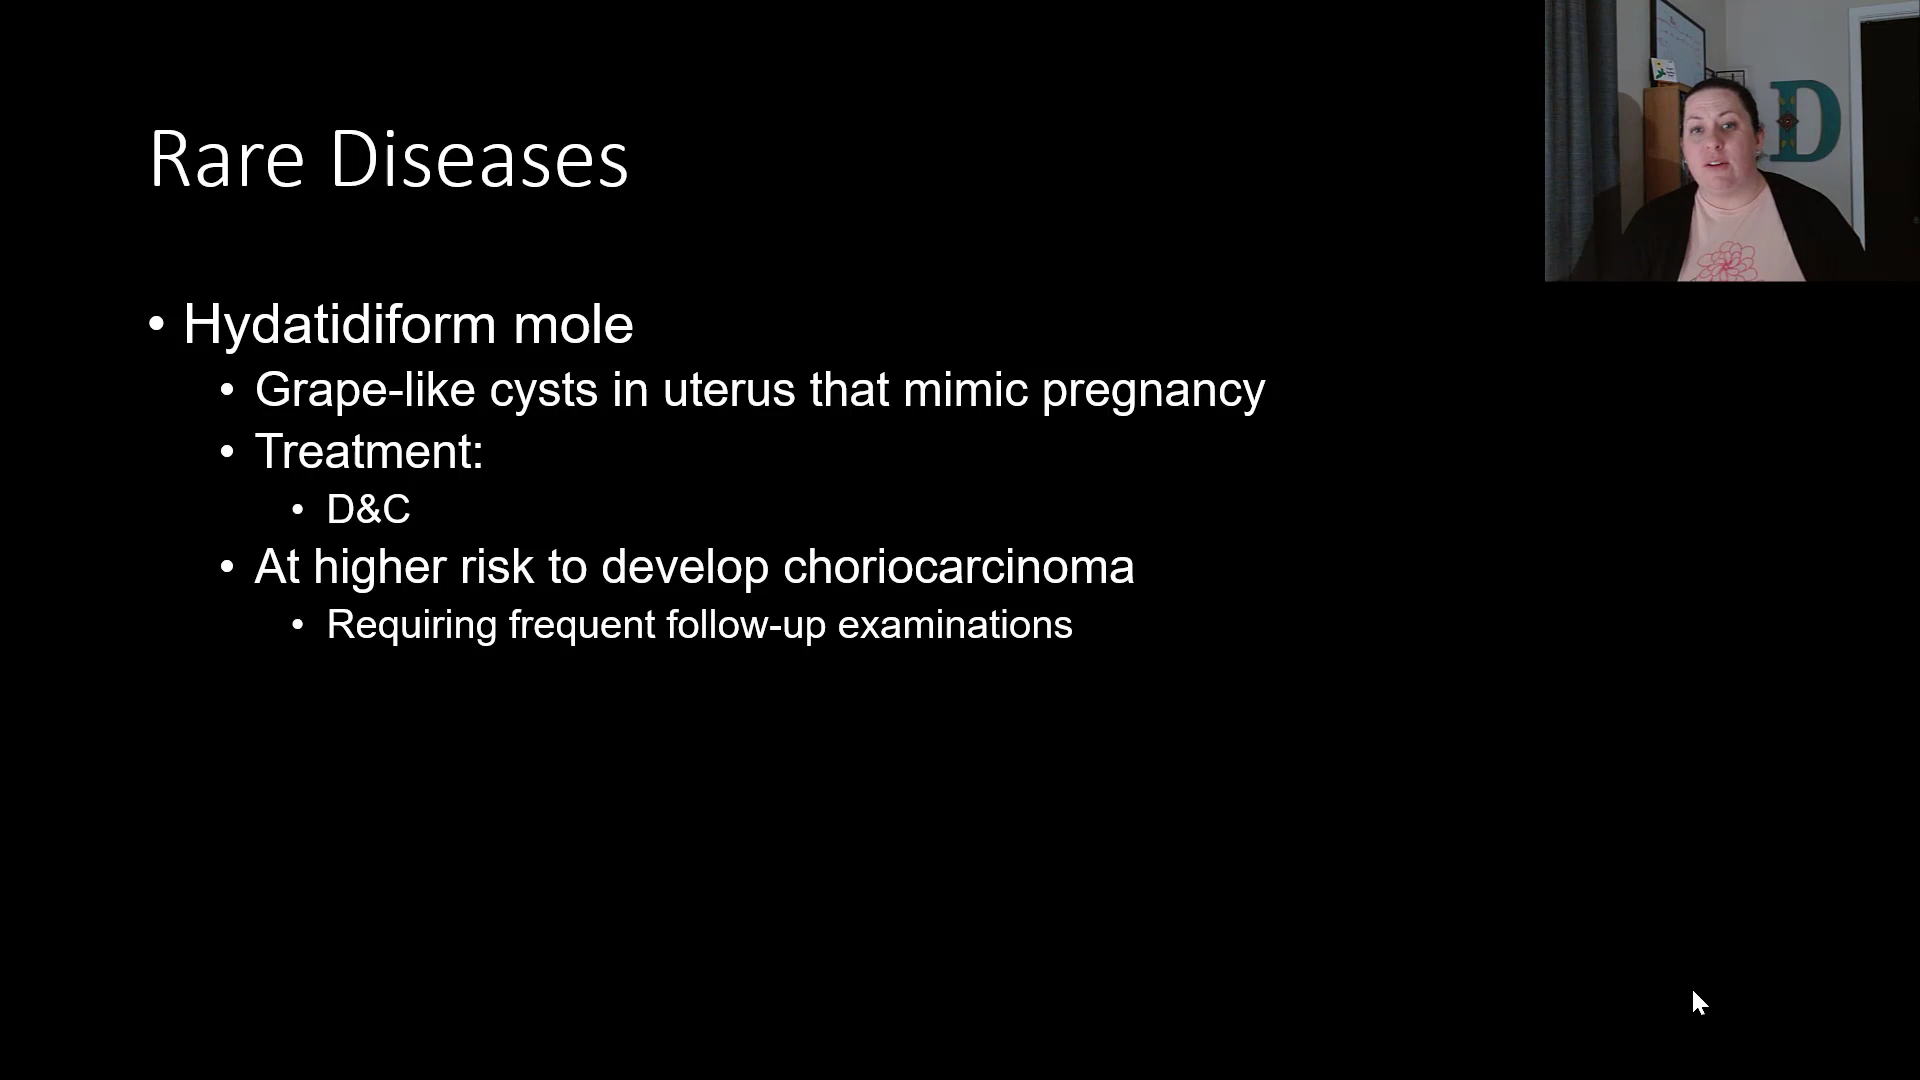 Rare Diseases
D
• Hydatidiform mole
• Grape-like cysts in uterus that mimic pregnancy
• Treatment:
• D&C
• At higher risk to develop choriocarcinoma
• Requiring frequent follow-up examinations